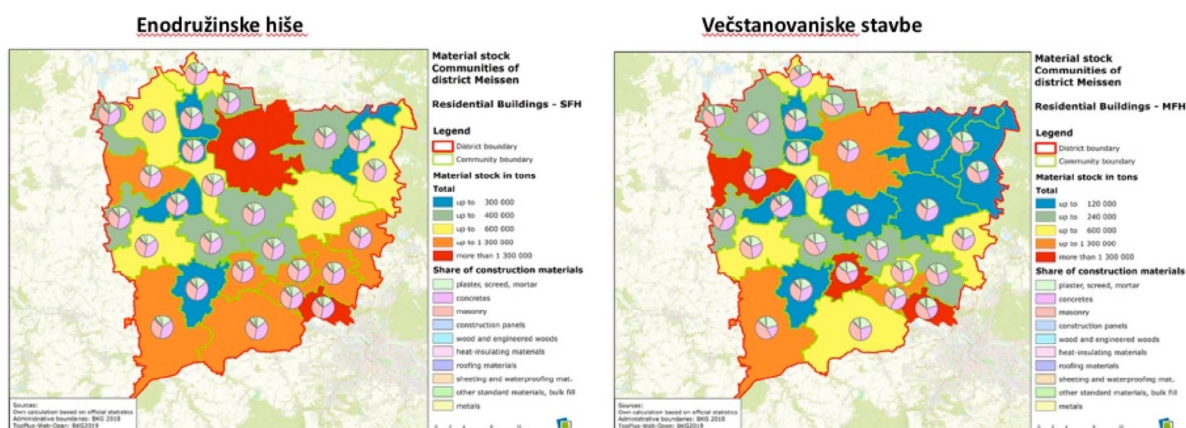 Enodružinske hiše
Material stock
Communities of
district Meissen
Residential Buildings - SFH
Legend
District boundary
Community boundary
Material stock in tons
Total
up to 300 000
up to 400 000
up to 600 000
up to 1 300 000
more than 1 300 000
Share of construction materials
plaster, screed, mortar
concretes
masonry
construction panels
wood and engineered woods
heat-insulating materials
roofing materials
sheeting and waterproofing mat.
other standard materials, bulk fill
metals
Sources:
Own calculation based on official statistics
Administrative boundaries: BKG 2018
TopPlus-Web-Open: BKG2019
Večstanovanjske stavbe
Material stock
Communities of
district Meissen
Residential Buildings - MFH
Legend
District boundary
Community boundary
Material stock in tons
Total
up to 120 000
up to 240 000
up to 600 000
up to 1 300 000
more than 1 300 000
Share of construction materials
plaster, screed, mortar
concretes
masonry
construction panels
wood and engineered woods
heat-insulating materials
roofing materials
sheeting and waterproofing mat.
other standard materials, bulk fill
metals
Sources:
Own calculation based on official statistics
Administrative boundaries: BKG 2018
TopPlus-Web-Open: BKG2019